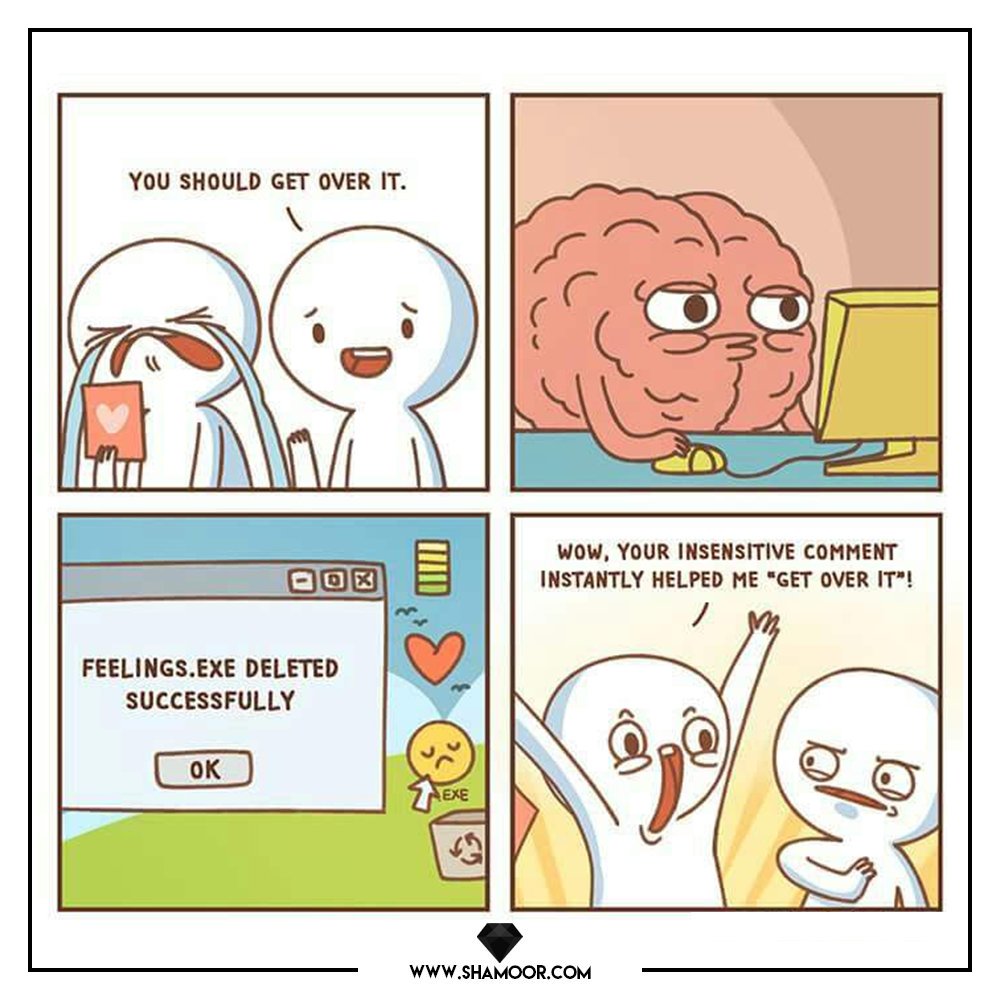 YOU SHOULD GET OVER IT.
FEELINGS.EXE DELETED
SUCCESSFULLY
OK
EXE
WOW, YOUR INSENSITIVE COMMENT
INSTANTLY HELPED ME "GET OVER IT"!
WWW.SHAMOOR.COM